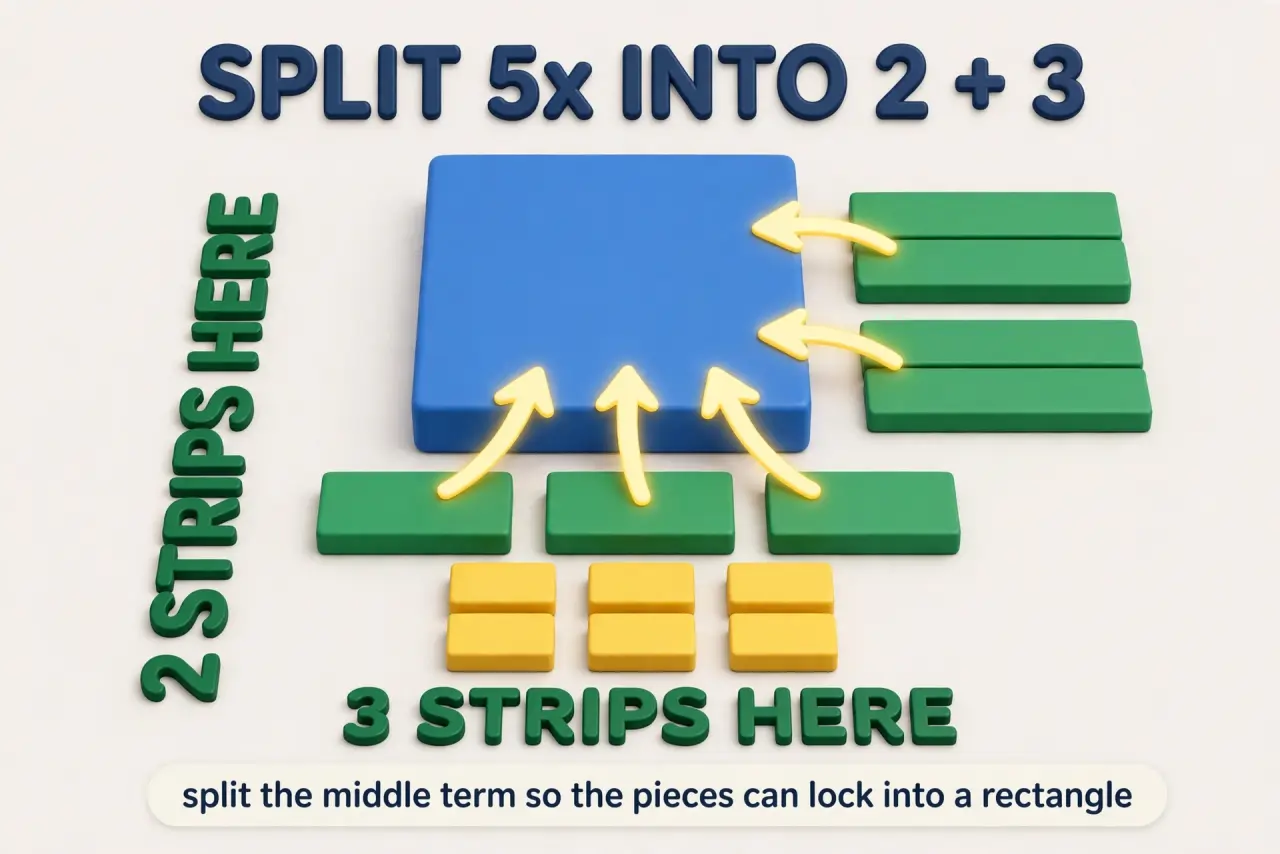 SPLIT 5x INTO 2 + 3
2 STRIPS HERE
3 STRIPS HERE
split the middle term so the pieces can lock into a rectangle